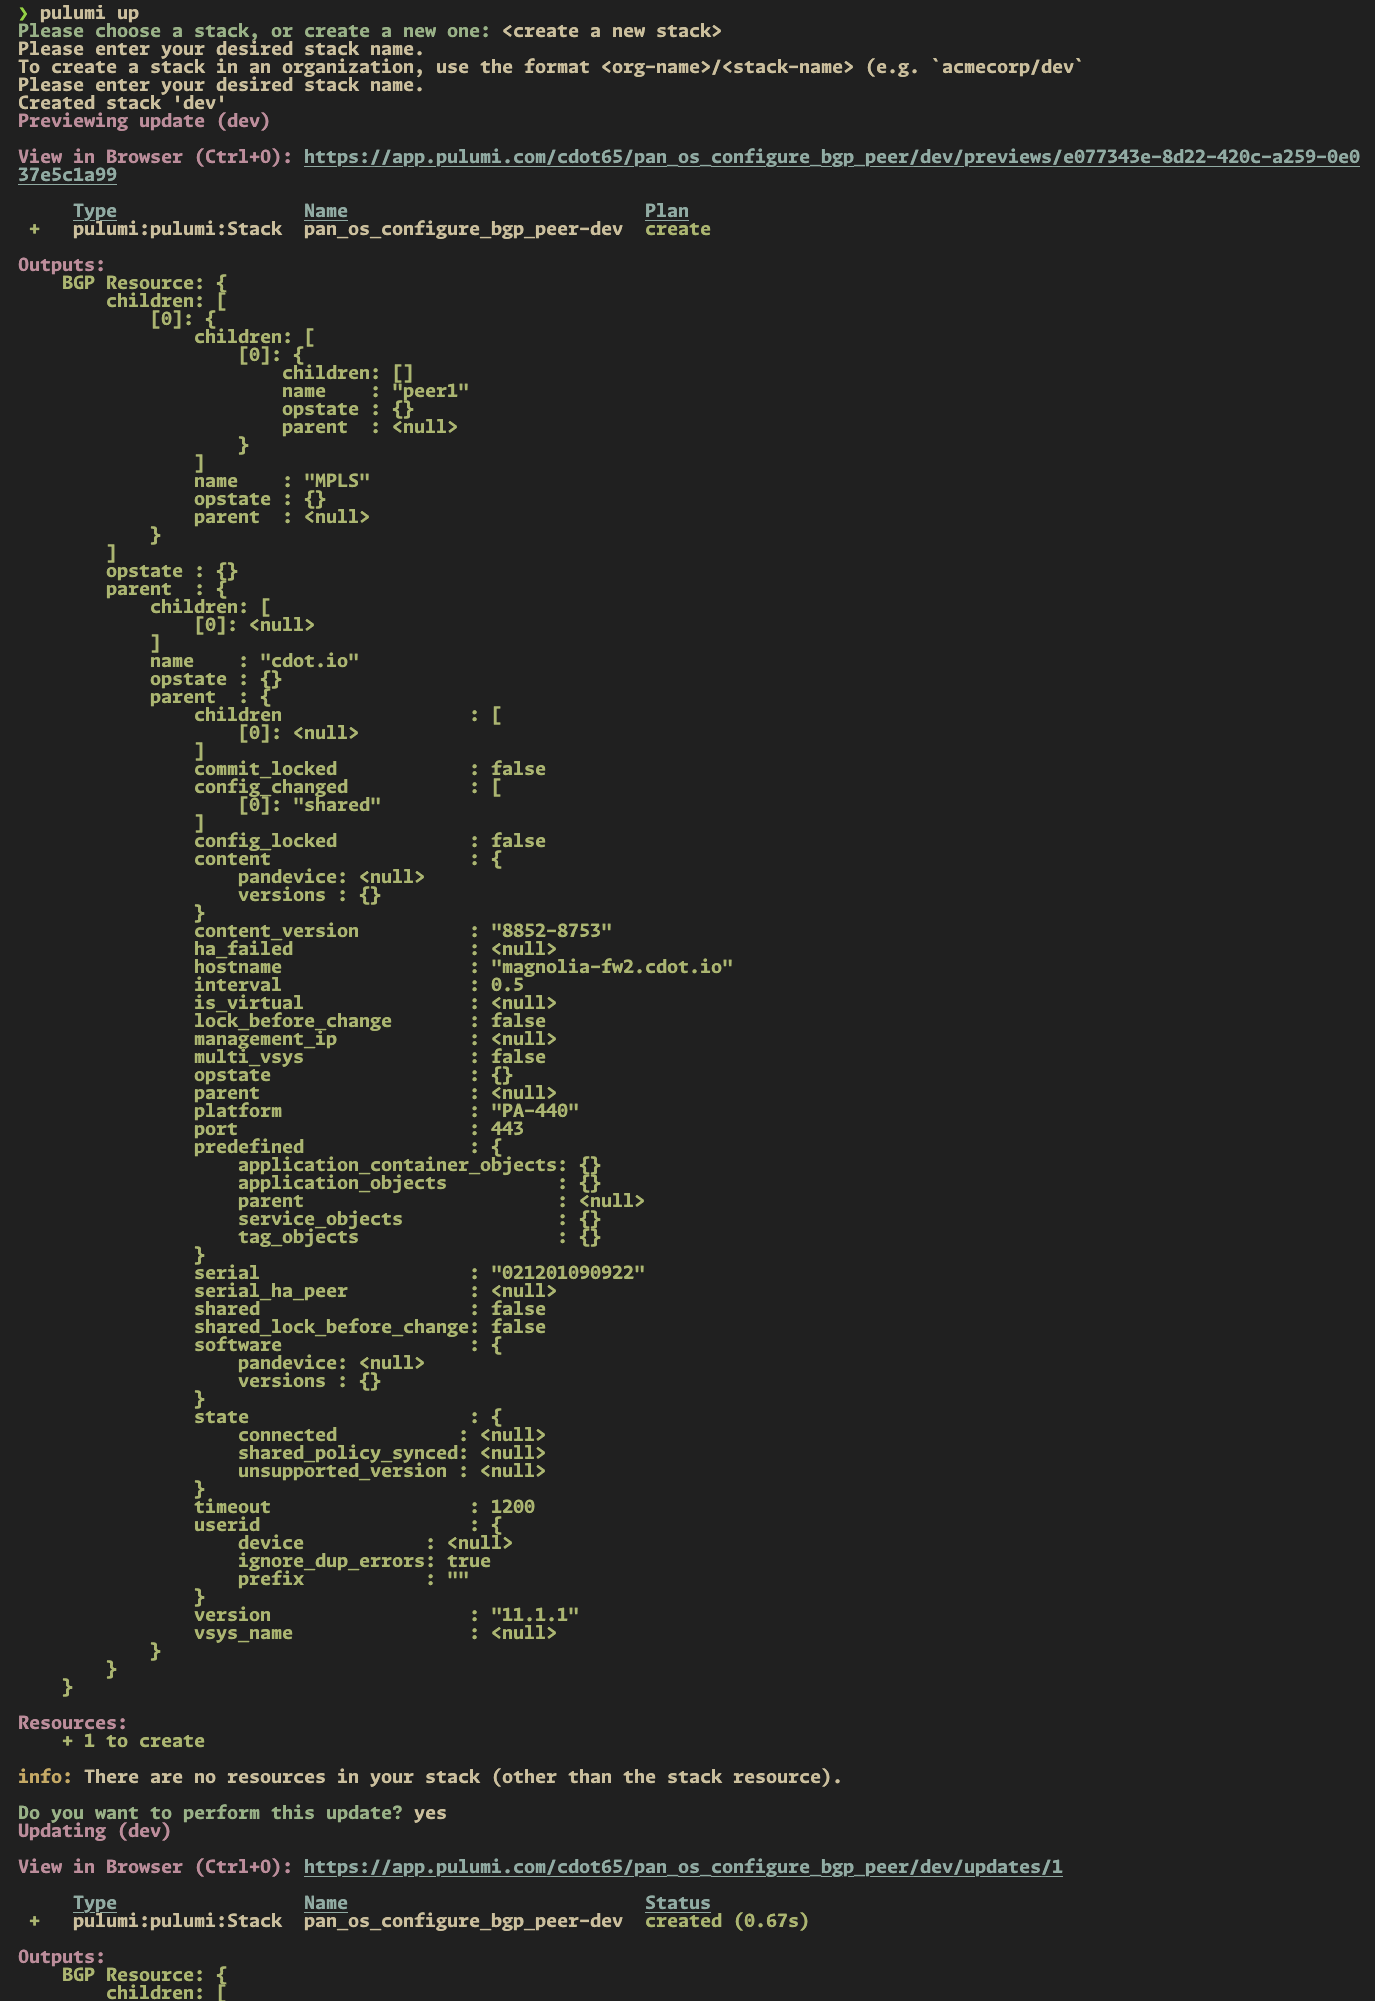 ❯ pulumi up
Please choose a stack, or create a new one: <create a new stack>
Please enter your desired stack name.
To create a stack in an organization, use the format <org-name>/<stack-name> (e.g. `acmecorp/dev`
Please enter your desired stack name.
Created stack 'dev'
Previewing update (dev)
View in Browser (Ctrl+O): https://app.pulumi.com/cdot65/pan_os_configure_bgp_peer/dev/previews/e077343e-8d22-420c-a259-0e0
37e5c1a99
Type Name Plan
+ pulumi:pulumi:Stack pan_os_configure_bgp_peer-dev create
Outputs:
BGP Resource: {
children: [
[0]: {
children: [
[0]: {
children: []
name : "peer1"
opstate : {}
parent : <null>
}
]
name : "MPLS"
opstate : {}
parent : <null>
}
]
opstate : {}
parent : {
children: [
[0]: <null>
]
name : "cdot.io"
opstate : {}
parent : {
children : [
[0]: <null>
]
commit_locked : false
config_changed : [
[0]: "shared"
]
config_locked : false
content : {
pandevice: <null>
versions : {}
}
content_version : "8852-8753"
ha_failed : <null>
hostname : "magnolia-fw2.cdot.io"
interval : 0.5
is_virtual : <null>
lock_before_change : false
management_ip : <null>
multi_vsys : false
opstate : {}
parent : <null>
platform : "PA-440"
port : 443
predefined : {
application_container_objects: {}
application_objects : {}
parent : <null>
service_objects : {}
tag_objects : {}
}
serial : "021201090922"
serial_ha_peer : <null>
shared : false
shared_lock_before_change: false
software : {
pandevice: <null>
versions : {}
}
state : {
connected : <null>
shared_policy_synced: <null>
unsupported_version : <null>
}
timeout : 1200
userid : {
device : <null>
ignore_dup_errors: true
prefix : ""
}
version : "11.1.1"
vsys_name : <null>
}
}
}
Resources:
+ 1 to create
info: There are no resources in your stack (other than the stack resource).
Do you want to perform this update? yes
Updating (dev)
View in Browser (Ctrl+O): https://app.pulumi.com/cdot65/pan_os_configure_bgp_peer/dev/updates/1
Type Name Status
+ pulumi:pulumi:Stack pan_os_configure_bgp_peer-dev created (0.67s)
Outputs:
BGP Resource: {
children: [